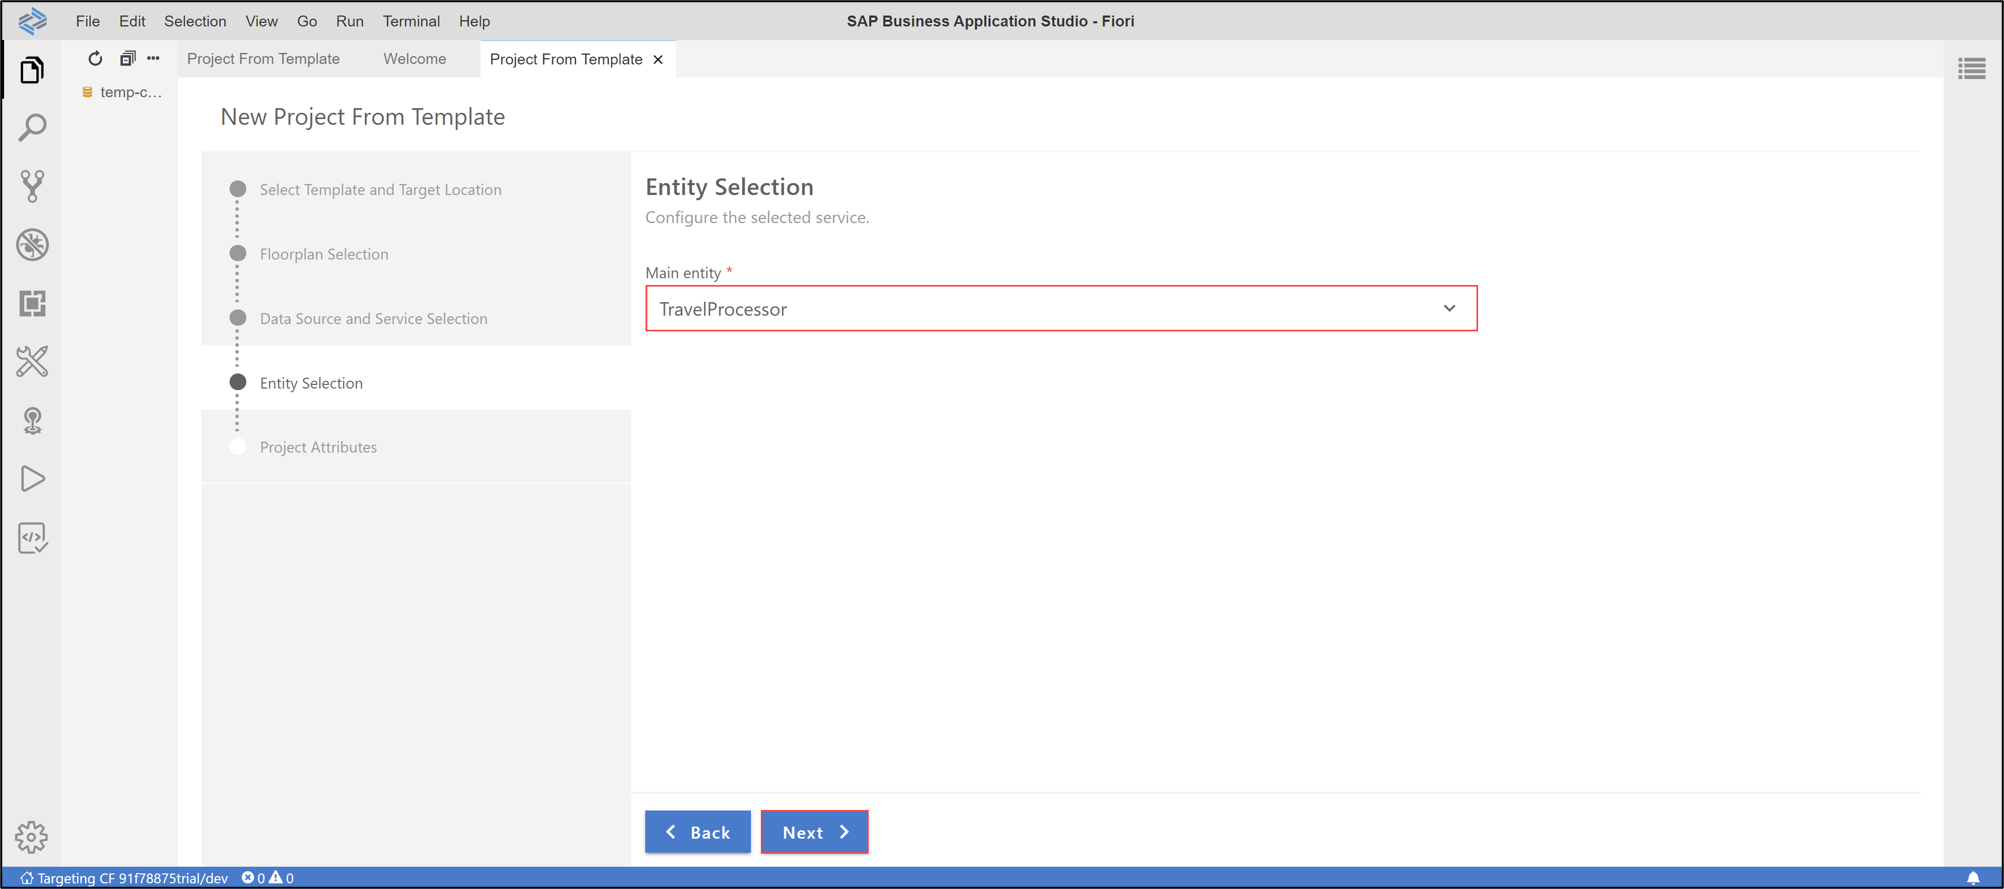 File Edit Selection View Go Run Terminal Help
SAP Business Application Studio - Fiori
Project From Template
Welcome
Project From Template
temp-c...
New Project From Template
Select Template and Target Location
Floorplan Selection
Data Source and Service Selection
Entity Selection
Project Attributes
Entity Selection
Configure the selected service.
Main entity *
TravelProcessor
Back
Next
Targeting CF 91f78875trial/dev 0 0